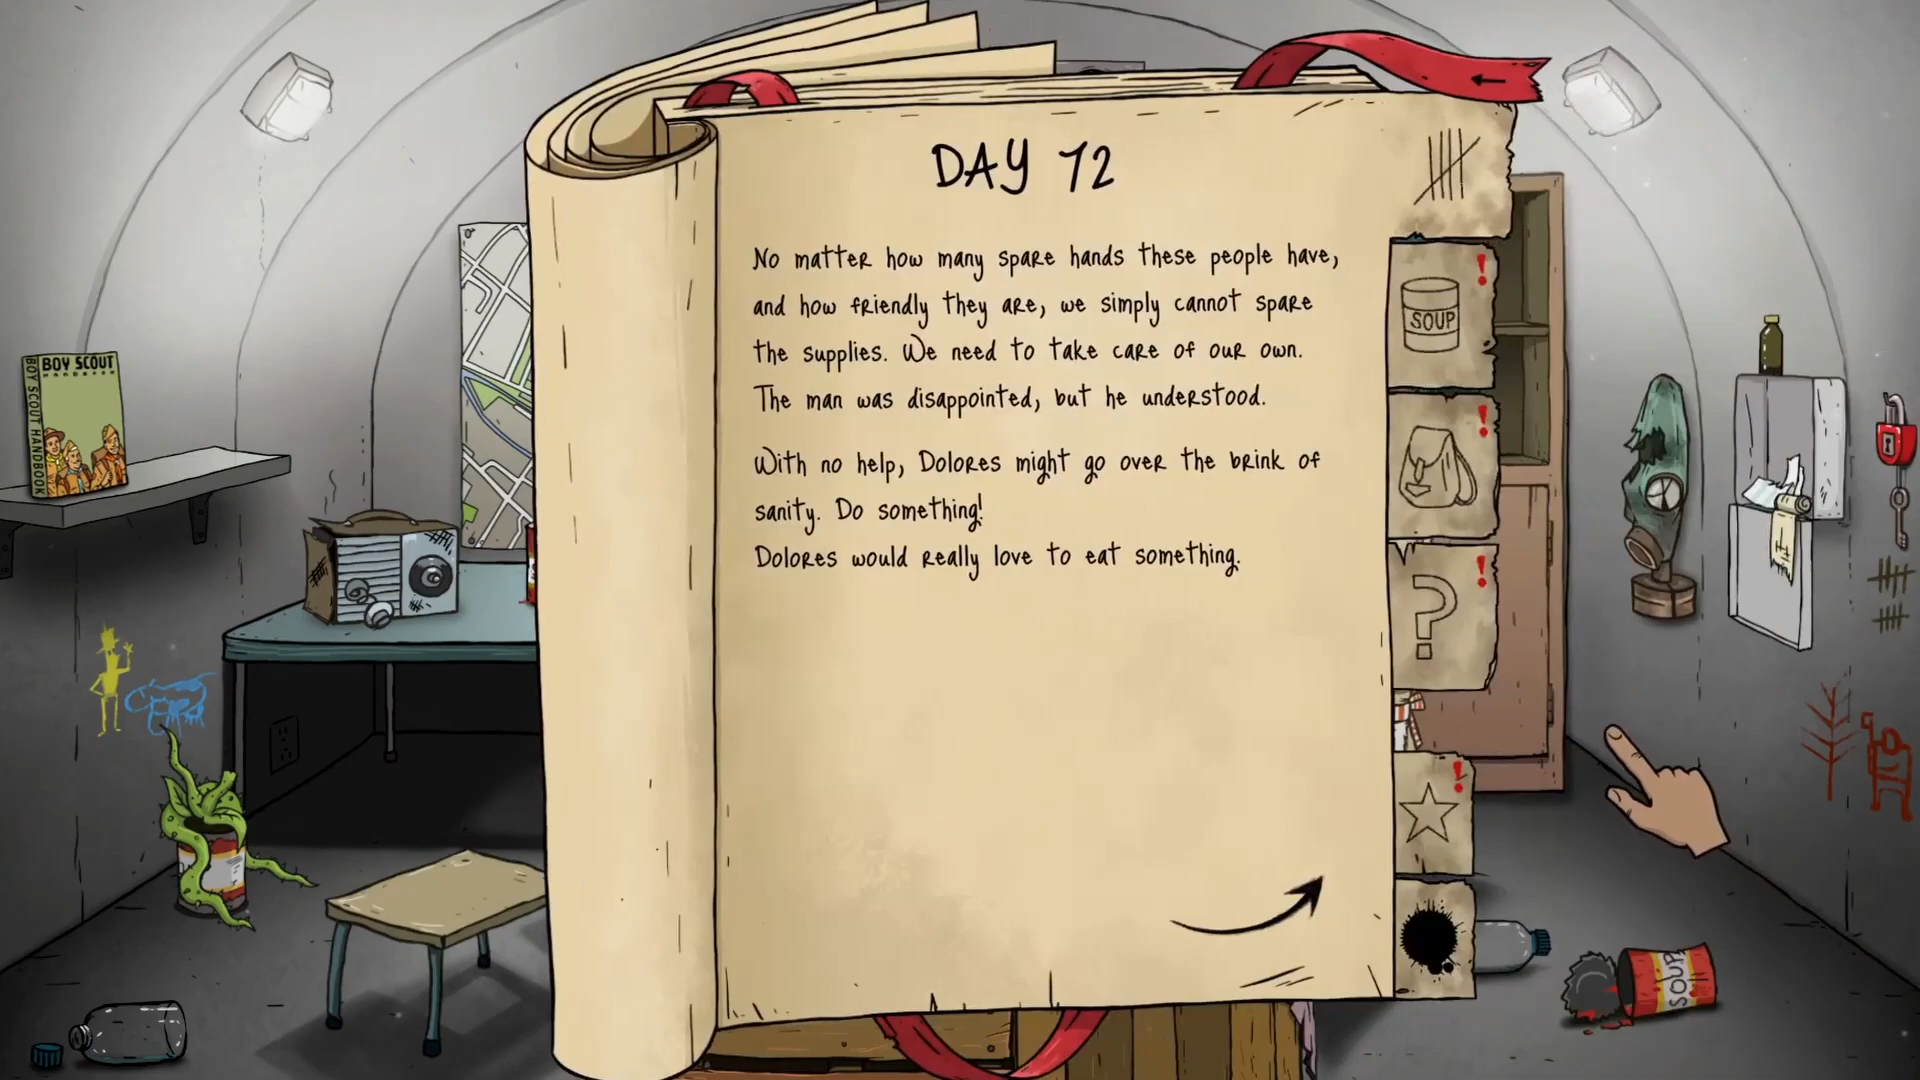 DAY 72
No matter how many spare hands these people have,
and how friendly they are, we simply cannot spare
the supplies. We need to take care of our own.
The man was disappointed, but he understood.
With no help, Dolores might go over the brink of
sanity. Do something!
Dolores would really love to eat something.
SOUP
BOY SCOUT
HANDBOOK
BOY SCOUT HANDBOOK
SOUP